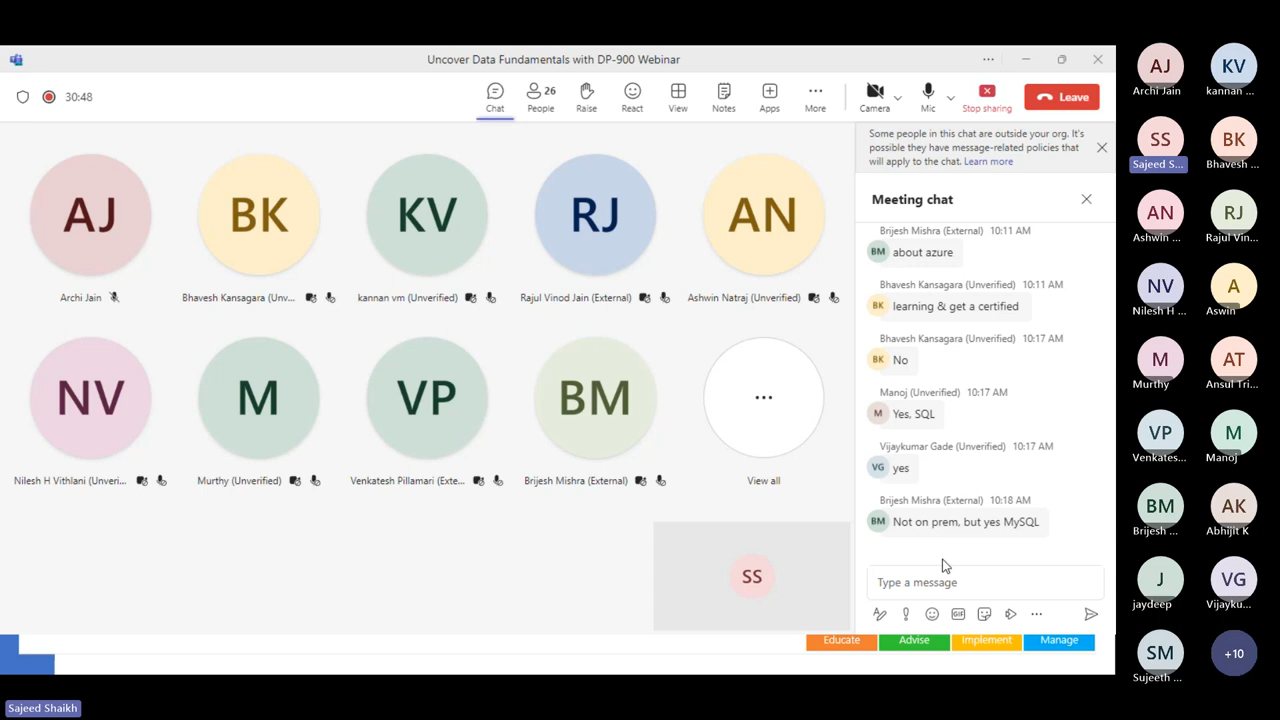 Uncover Data Fundamentals with DP-900 Webinar
30:48
Chat
26
People
Raise
React
View
Notes
Apps
More
Camera
Mic
Stop sharing
Leave
AJ
Archi Jain
BK
Bhavesh Kansagara (Unv...
KV
kannan vm (Unverified)
RJ
Rajul Vinod Jain (External)
AN
Ashwin Natraj (Unverified)
NV
Nilesh H Vithlani (Unveri...
M
Murthy (Unverified)
VP
Venkatesh Pillamari (Exte...
BM
Brijesh Mishra (External)
...
View all
SS
Some people in this chat are outside your org. It's
possible they have message-related policies that
will apply to the chat. Learn more
Meeting chat
Brijesh Mishra (External) 10:11 AM
BM about azure
Bhavesh Kansagara (Unverified) 10:11 AM
BK learning & get a certified
Bhavesh Kansagara (Unverified) 10:17 AM
BK No
Manoj (Unverified) 10:17 AM
M Yes, SQL
Vijaykumar Gade (Unverified) 10:17 AM
VG yes
Brijesh Mishra (External) 10:18 AM
BM Not on prem, but yes MySQL
Type a message
GIF
Educate Advise Implement Manage
Sajeed Shaikh
AJ
Archi Jain
KV
kannan ...
SS
Sajeed S...
BK
Bhavesh ...
AN
Ashwin ...
RJ
Rajul Vin...
NV
Nilesh H ...
A
Aswin
M
Murthy
AT
Ansul Tri...
VP
Venkates...
M
Manoj
BM
Brijesh ...
AK
Abhijit K
J
jaydeep
VG
Vijayku...
SM
Sujeeth ...
+10